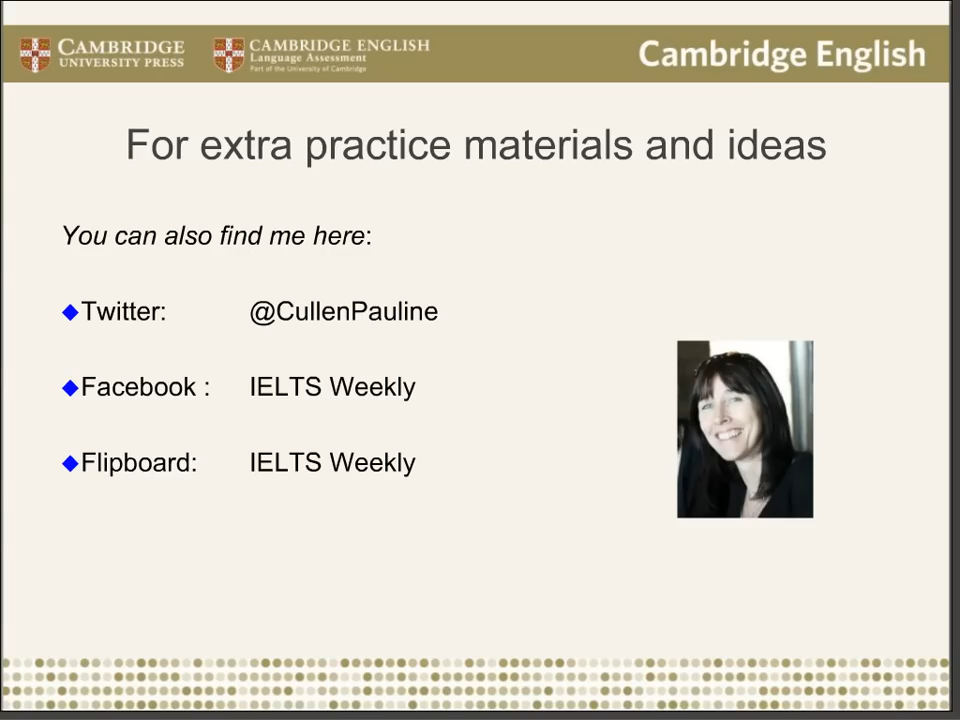 CAMBRIDGE
UNIVERSITY PRESS
CAMBRIDGE ENGLISH
Language Assessment
Part of the University of Cambridge
Cambridge English
For extra practice materials and ideas
You can also find me here:
Twitter: @CullenPauline
Facebook : IELTS Weekly
Flipboard: IELTS Weekly